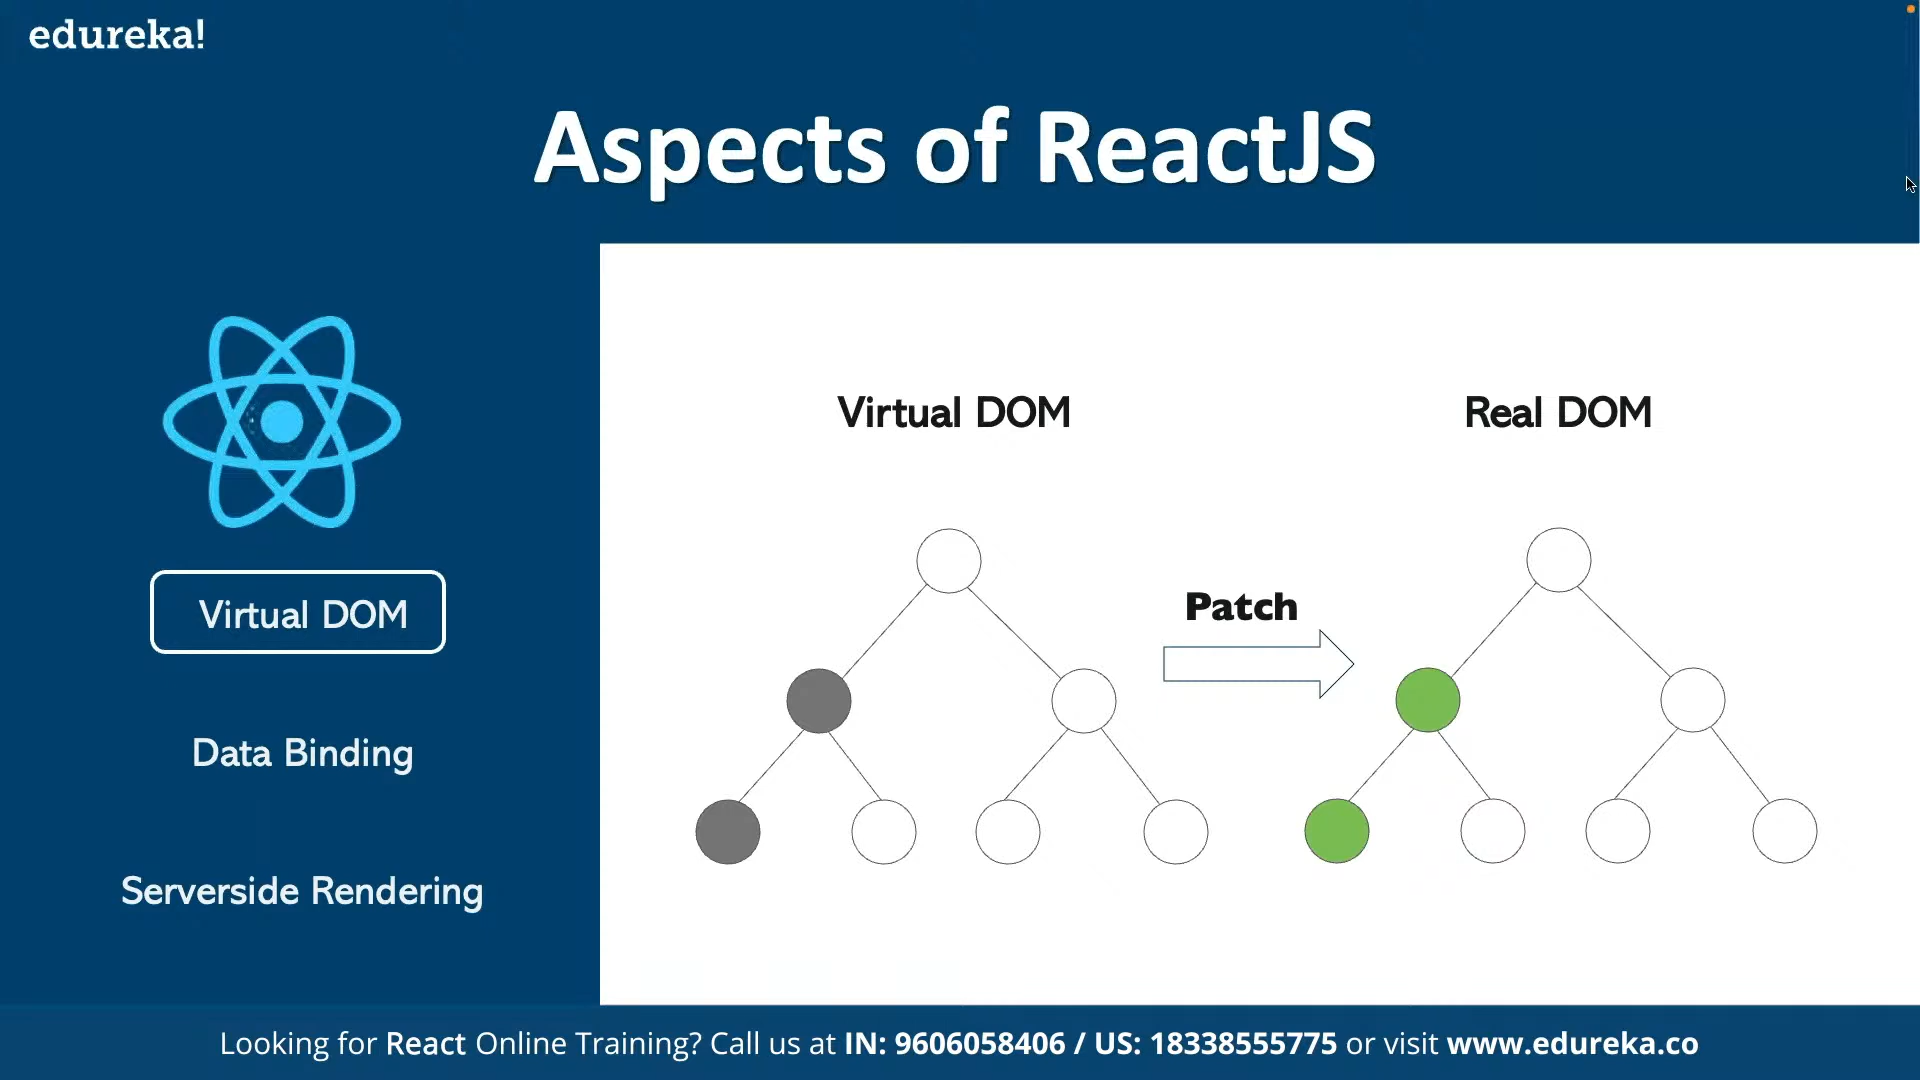 edureka!
Aspects of ReactJS
Virtual DOM
Data Binding
Serverside Rendering
Virtual DOM
Real DOM
Patch
Looking for React Online Training? Call us at IN: 9606058406 / US: 18338555775 or visit www.edureka.co